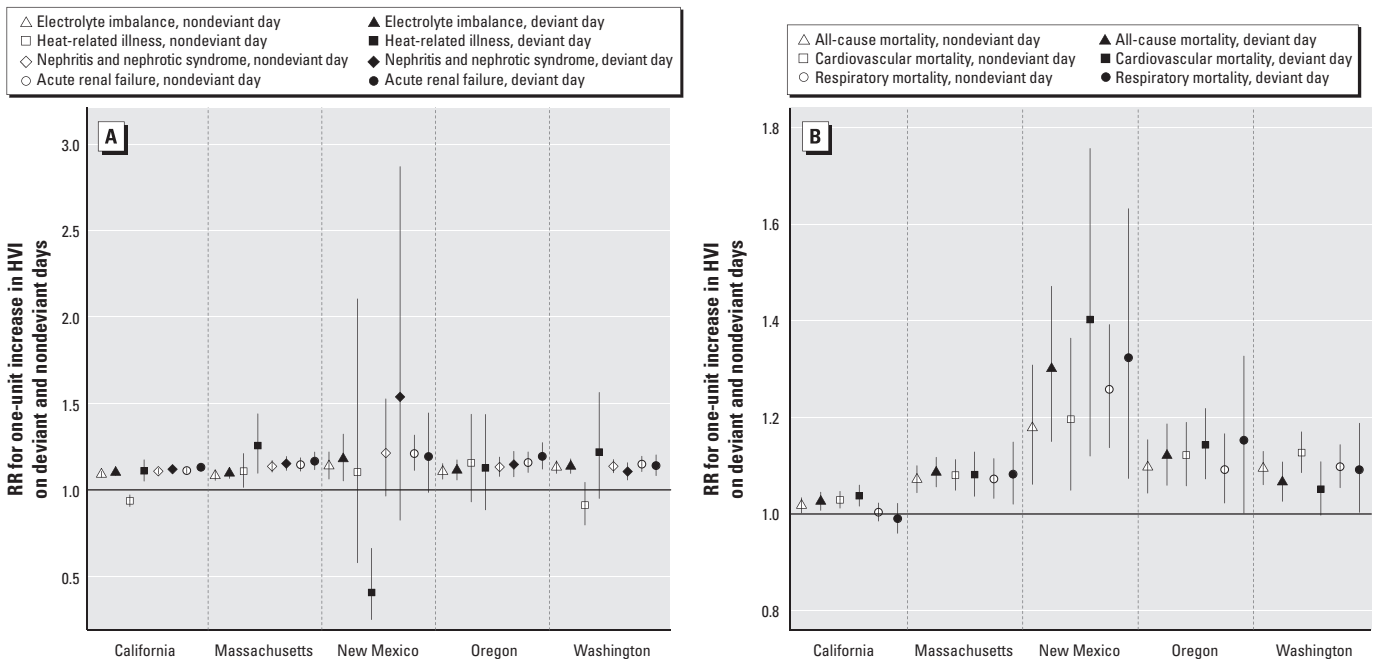 Electrolyte imbalance, nondeviant day
Electrolyte imbalance, deviant day
Heat-related illness, nondeviant day
Heat-related illness, deviant day
Nephritis and nephrotic syndrome, nondeviant day
Nephritis and nephrotic syndrome, deviant day
Acute renal failure, nondeviant day
Acute renal failure, deviant day
A
RR for one-unit increase in HVI
on deviant and nondeviant days
3.0
2.5
2.0
1.5
1.0
0.5
California
Massachusetts
New Mexico
Oregon
Washington
All-cause mortality, nondeviant day
All-cause mortality, deviant day
Cardiovascular mortality, nondeviant day
Cardiovascular mortality, deviant day
Respiratory mortality, nondeviant day
Respiratory mortality, deviant day
B
RR for one-unit increase in HVI
on deviant and nondeviant days
1.8
1.6
1.4
1.2
1.0
0.8
California
Massachusetts
New Mexico
Oregon
Washington